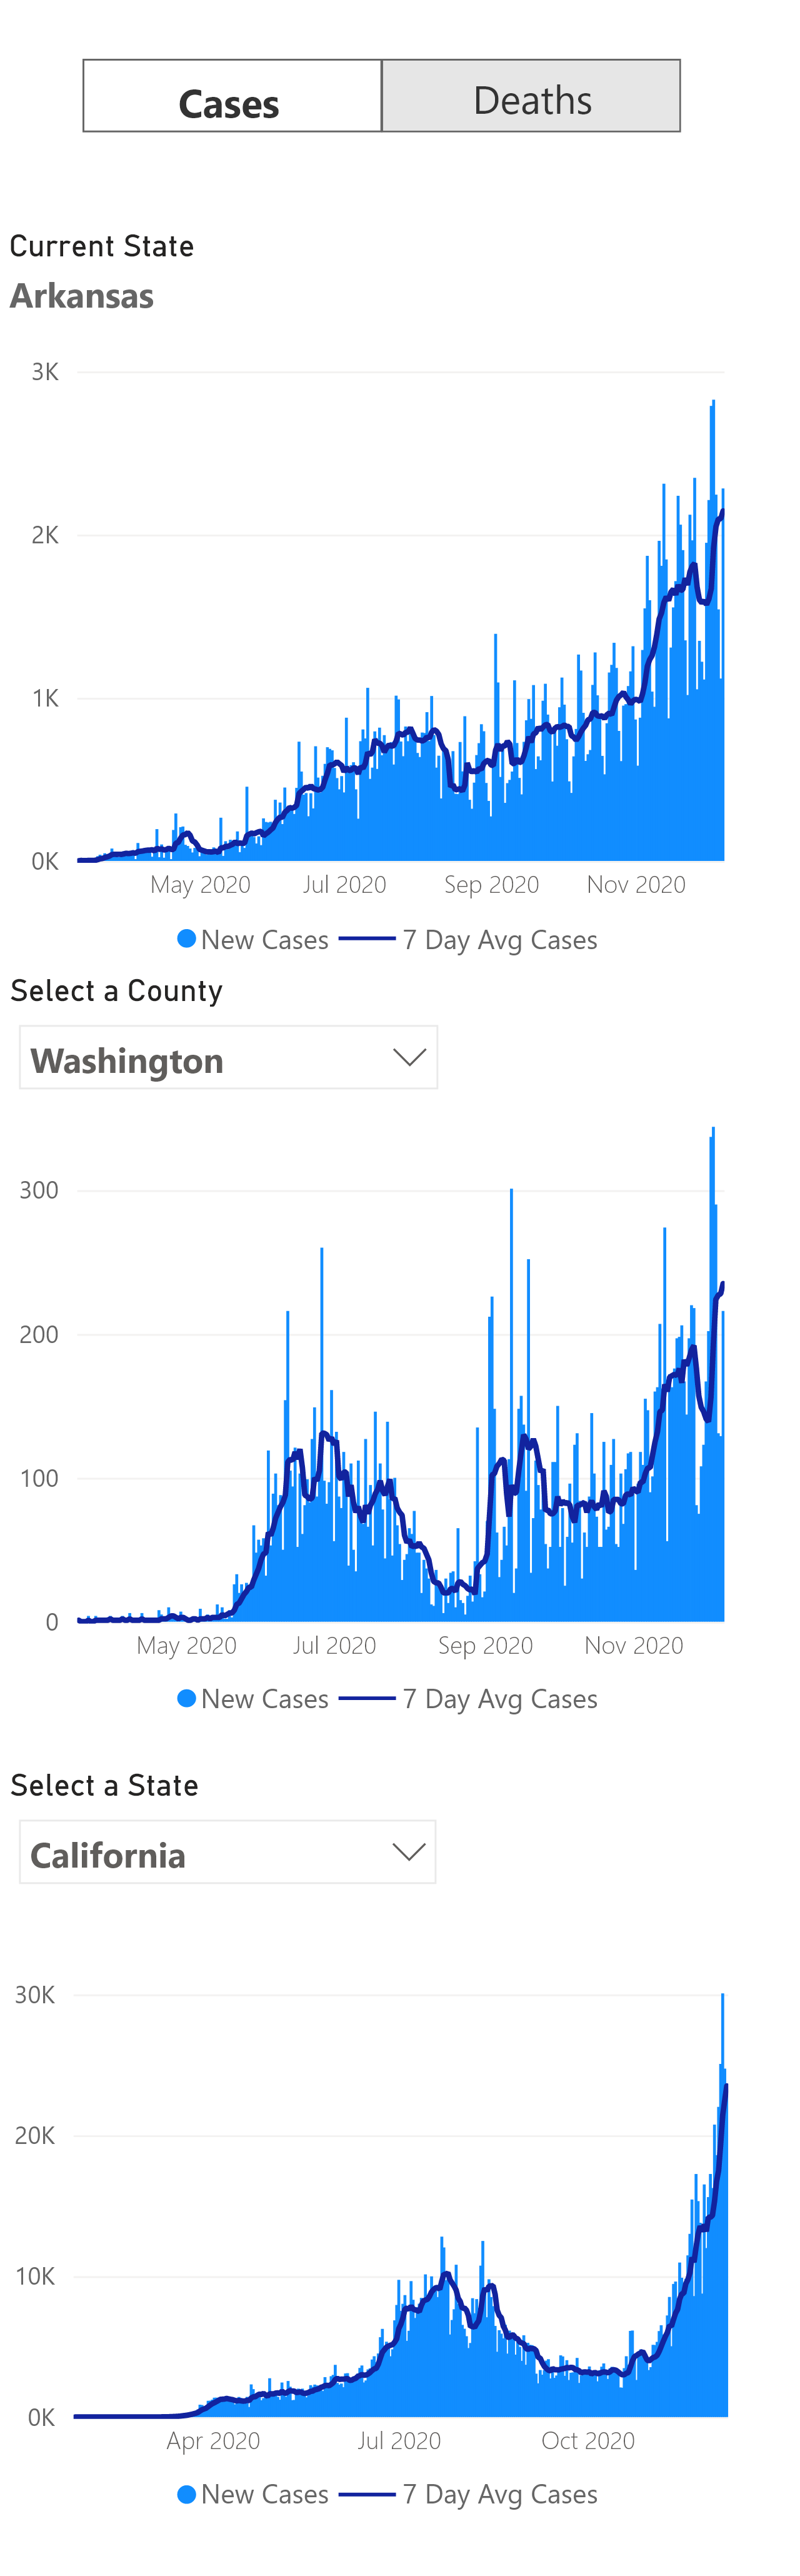 Cases Deaths
Current State
Arkansas
3K
2K
1K
0K
May 2020 Jul 2020 Sep 2020 Nov 2020
New Cases 7 Day Avg Cases
Select a County
Washington
300
200
100
0
May 2020 Jul 2020 Sep 2020 Nov 2020
New Cases 7 Day Avg Cases
Select a State
California
30K
20K
10K
0K
Apr 2020 Jul 2020 Oct 2020
New Cases 7 Day Avg Cases